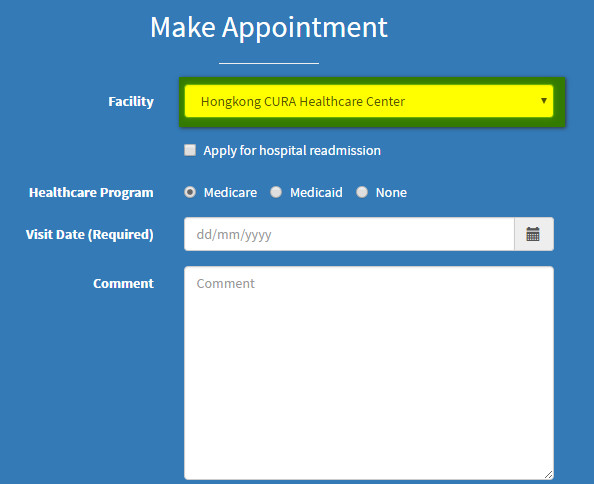 Make Appointment
Facility Hongkong CURA Healthcare Center
Apply for hospital readmission
Healthcare Program Medicare Medicaid None
Visit Date (Required) dd/mm/yyyy
Comment Comment